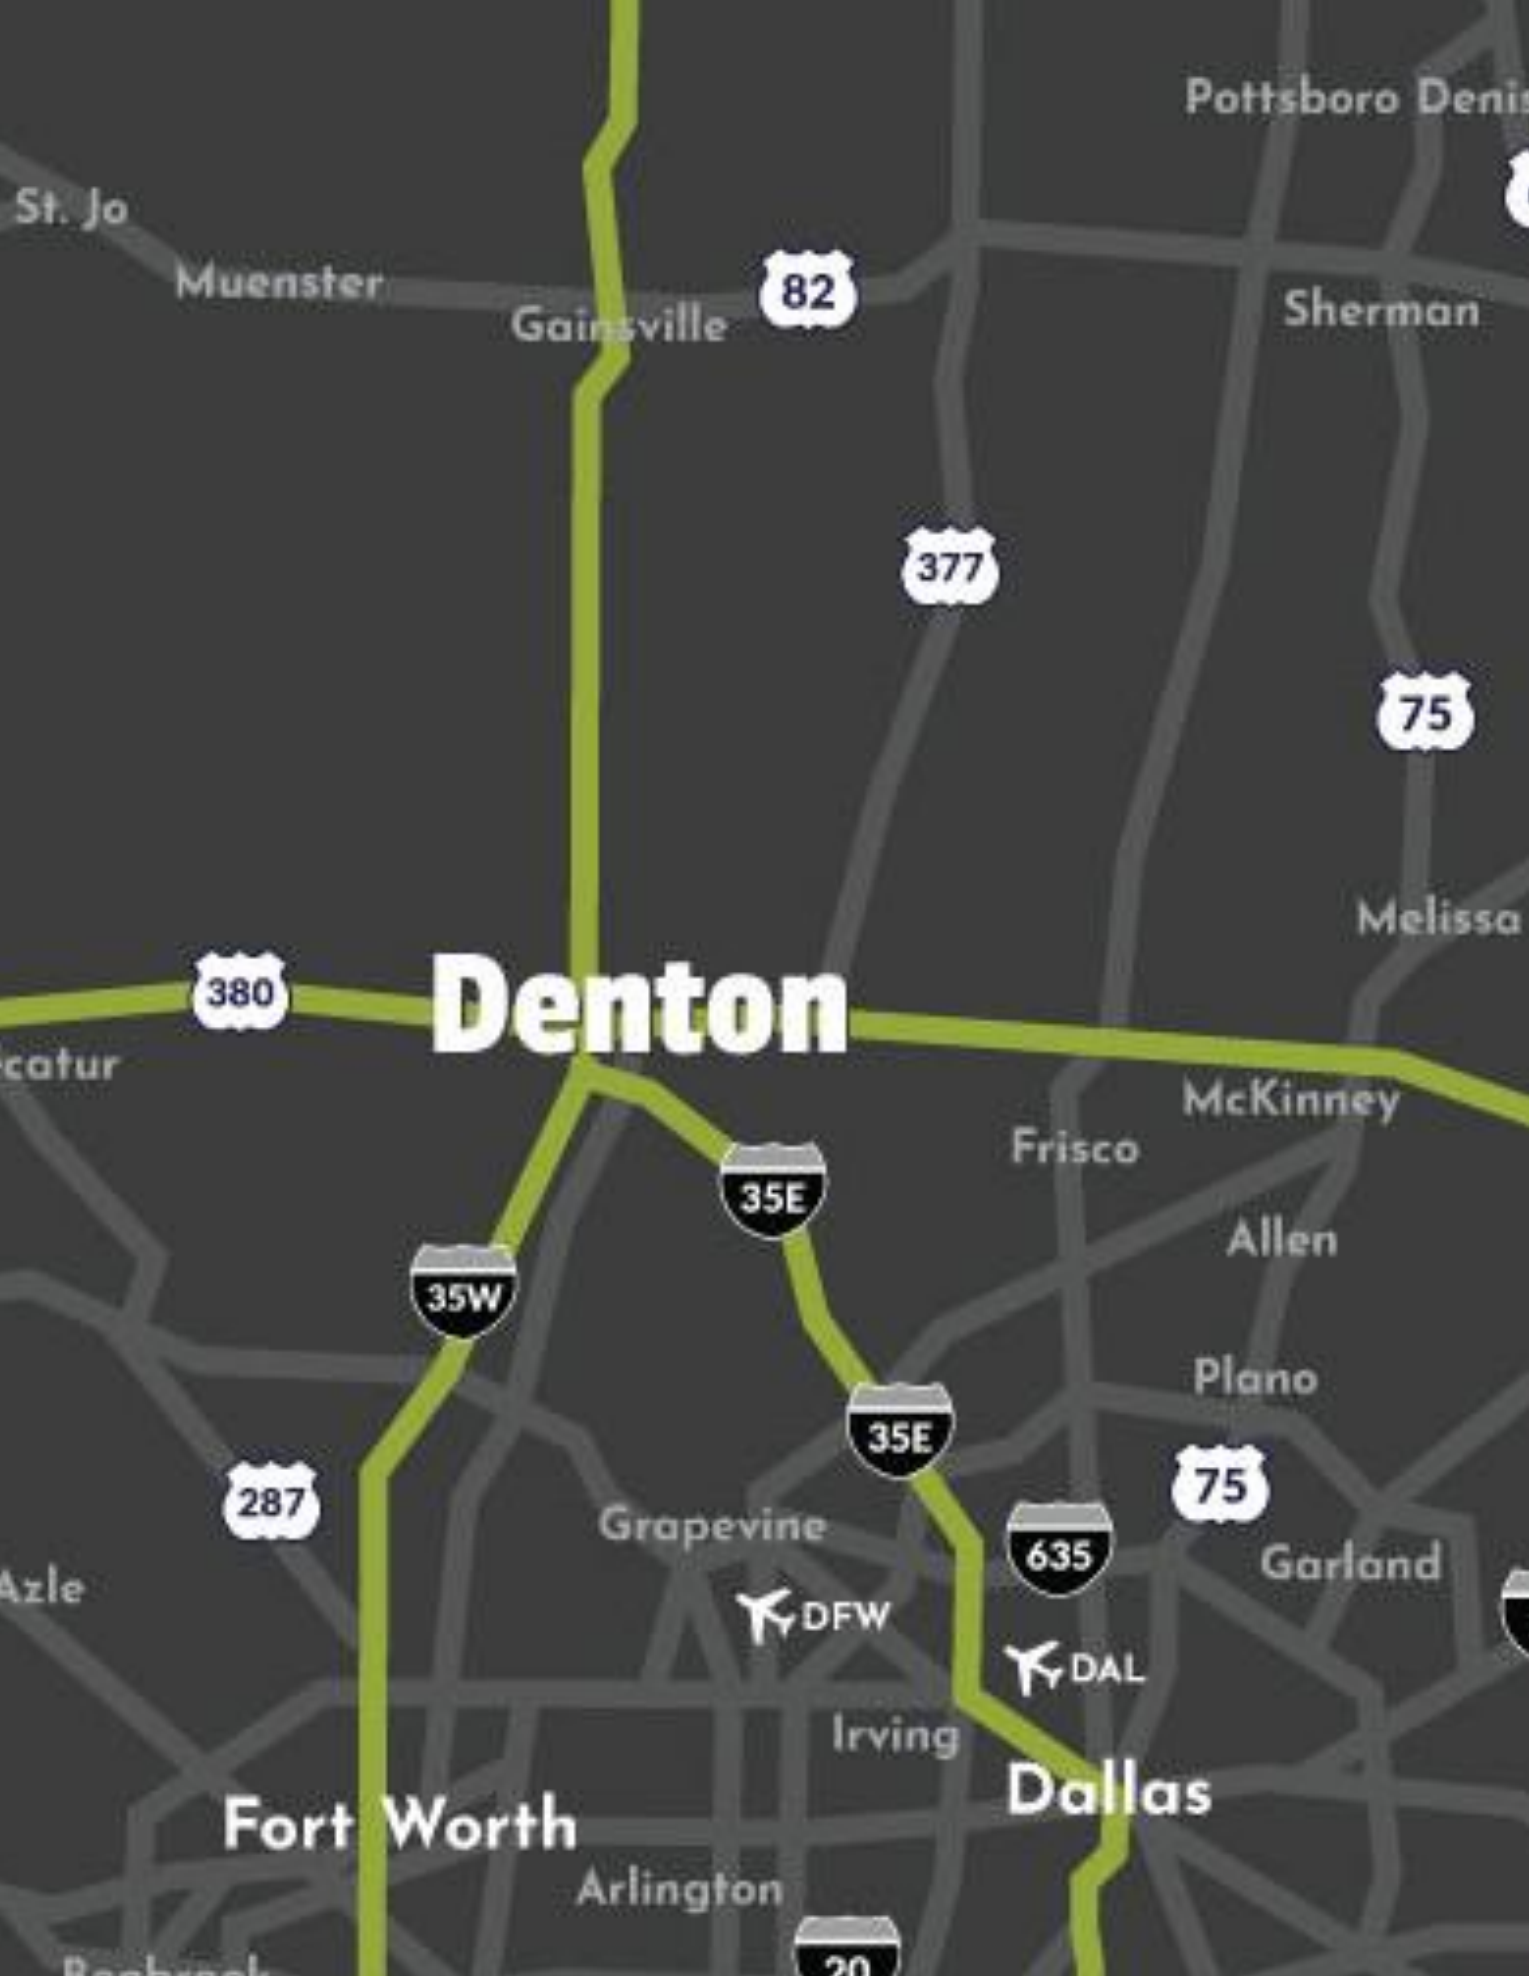 Pottsboro
St. Jo
Muenster
82
Gainsville
Sherman
377
75
Melissa
380
Denton
McKinney
Frisco
35E
Allen
35W
Plano
35E
75
287
Grapevine
635
Garland
Azle
DFW
DAL
Irving
Dallas
Fort Worth
Arlington
20